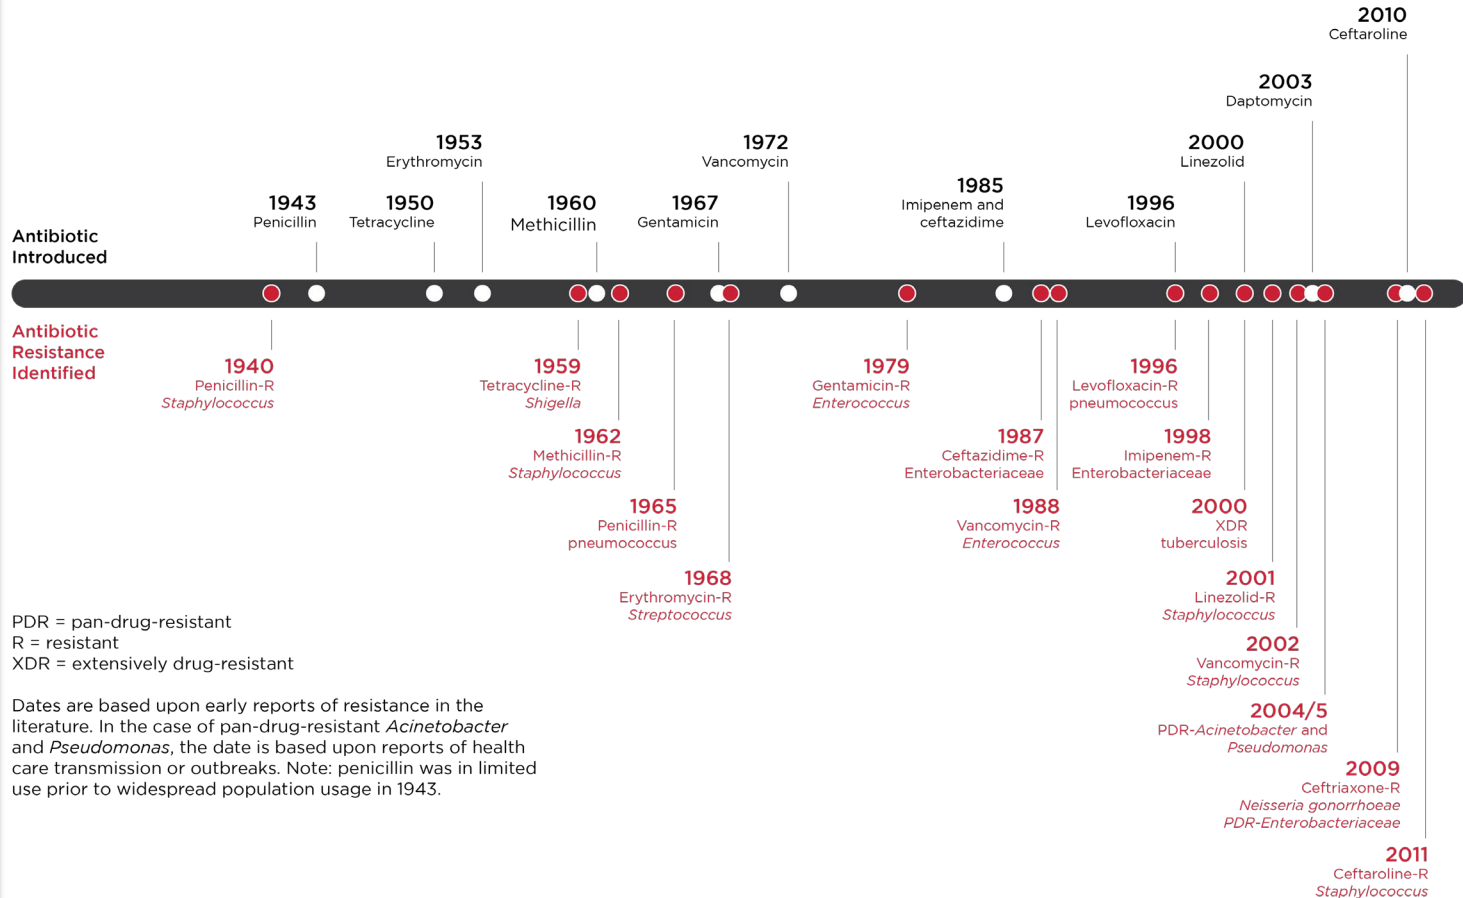 2010
Ceftaroline
2003
Daptomycin
1953
Erythromycin
1972
Vancomycin
2000
Linezolid
1985
Imipenem and
ceftazidime
1943
Penicillin
1950
Tetracycline
1960
Methicillin
1967
Gentamicin
1996
Levofloxacin
Antibiotic
Introduced
Antibiotic
Resistance
Identified
1940
Penicillin-R
Staphylococcus
1959
Tetracycline-R
Shigella
1962
Methicillin-R
Staphylococcus
1965
Penicillin-R
pneumococcus
1968
Erythromycin-R
Streptococcus
1979
Gentamicin-R
Enterococcus
1987
Ceftazidime-R
Enterobacteriaceae
1988
Vancomycin-R
Enterococcus
1996
Levofloxacin-R
pneumococcus
1998
Imipenem-R
Enterobacteriaceae
2000
XDR
tuberculosis
2001
Linezolid-R
Staphylococcus
2002
Vancomycin-R
Staphylococcus
2004/5
PDR-Acinetobacter and
Pseudomonas
2009
Ceftriaxone-R
Neisseria gonorrhoeae
PDR-Enterobacteriaceae
2011
Ceftaroline-R
Staphylococcus
PDR = pan-drug-resistant
R = resistant
XDR = extensively drug-resistant
Dates are based upon early reports of resistance in the
literature. In the case of pan-drug-resistant Acinetobacter
and Pseudomonas, the date is based upon reports of health
care transmission or outbreaks. Note: penicillin was in limited
use prior to widespread population usage in 1943.